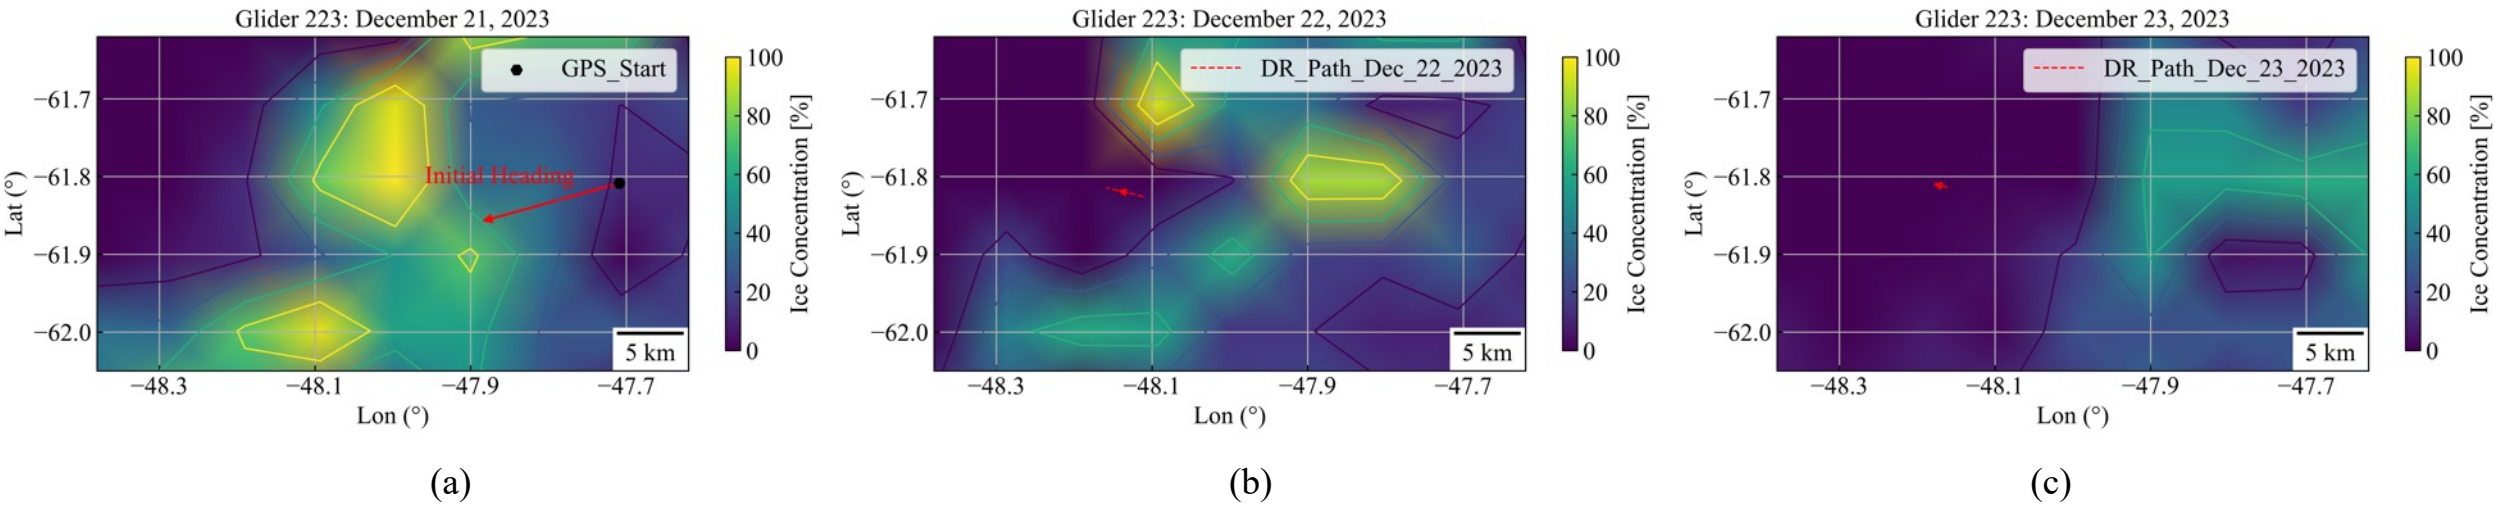 Glider 223: December 21, 2023
GPS_Start
Initial Heading
−61.7
−61.8
−61.9
−62.0
Lat (°)
−48.3
−48.1
−47.9
−47.7
Lon (°)
5 km
100
80
60
40
20
0
Ice Concentration [%]
(a)
Glider 223: December 22, 2023
DR_Path_Dec_22_2023
−61.7
−61.8
−61.9
−62.0
Lat (°)
−48.3
−48.1
−47.9
−47.7
Lon (°)
5 km
100
80
60
40
20
0
Ice Concentration [%]
(b)
Glider 223: December 23, 2023
DR_Path_Dec_23_2023
−61.7
−61.8
−61.9
−62.0
Lat (°)
−48.3
−48.1
−47.9
−47.7
Lon (°)
5 km
100
80
60
40
20
0
Ice Concentration [%]
(c)